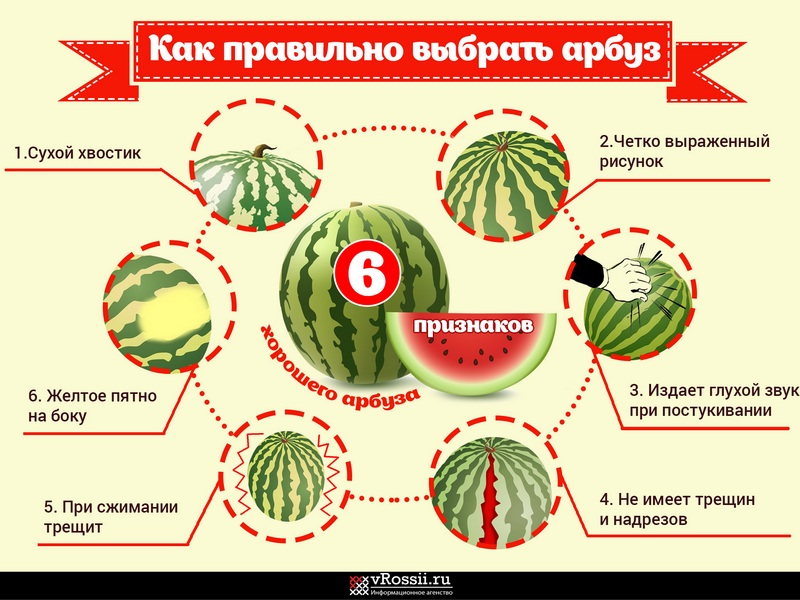 Как правильно выбрать арбуз
1.Сухой хвостик
2.Четко выраженный
рисунок
6
признаков
хорошего арбуза
3. Издает глухой звук
при постукивании
4. Не имеет трещин
и надрезов
5. При сжимании
трещит
6. Желтое пятно
на боку
vRossii.ru
Информационное агенство